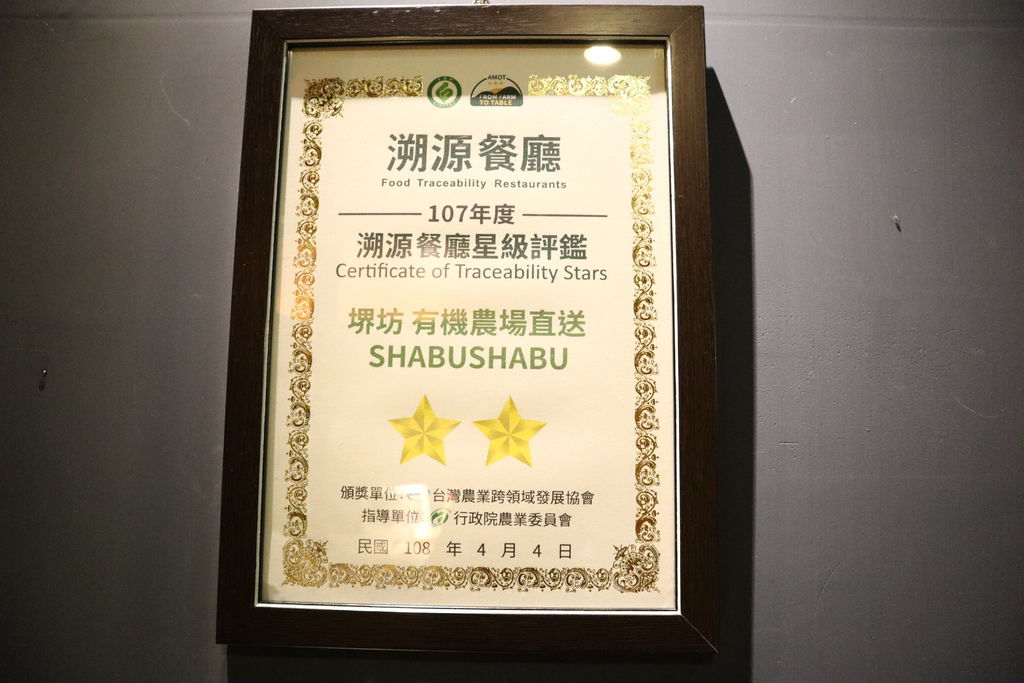 AMOT
FROM FARM
TO TABLE
溯源餐廳
Food Traceability Restaurants
107年度
溯源餐廳星級評鑑
Certificate of Traceability Stars
堺坊 有機農場直送
SHABUSHABU
頒獎單位: 台灣農業跨領域發展協會
指導單位: 行政院農業委員會
民國 108 年 4 月 4 日